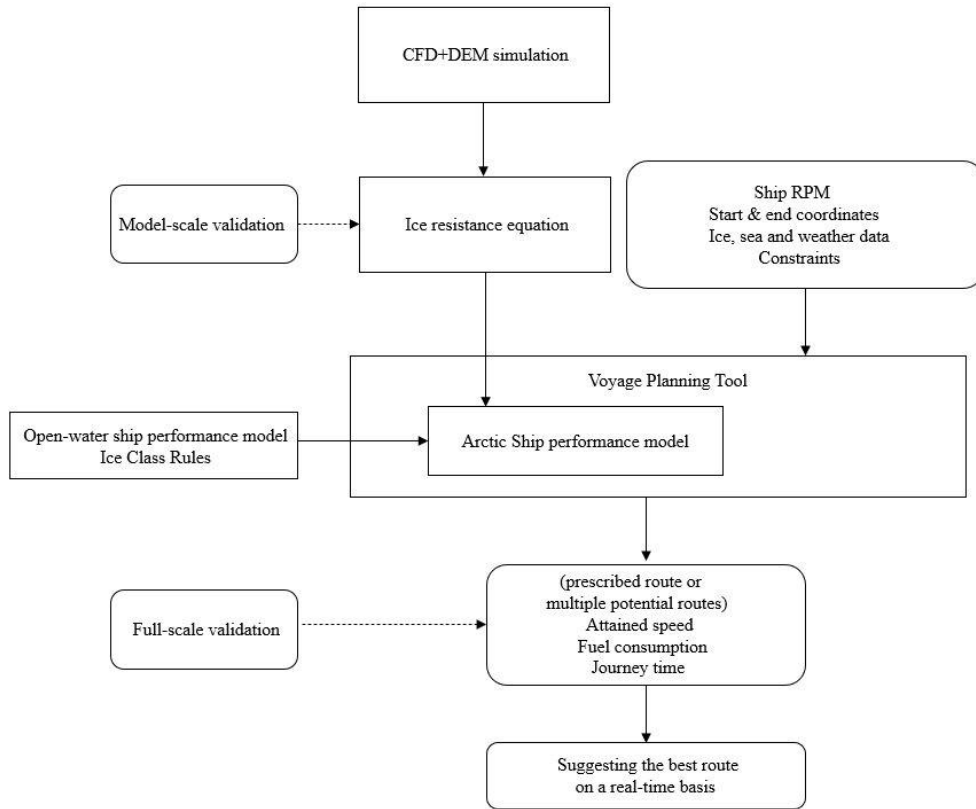 CFD+DEM simulation
Ship RPM
Start & end coordinates
Ice, sea and weather data
Constraints
Model-scale validation
Ice resistance equation
Voyage Planning Tool
Open-water ship performance model
Ice Class Rules
Arctic Ship performance model
(prescribed route or
multiple potential routes)
Attained speed
Fuel consumption
Journey time
Full-scale validation
Suggesting the best route
on a real-time basis